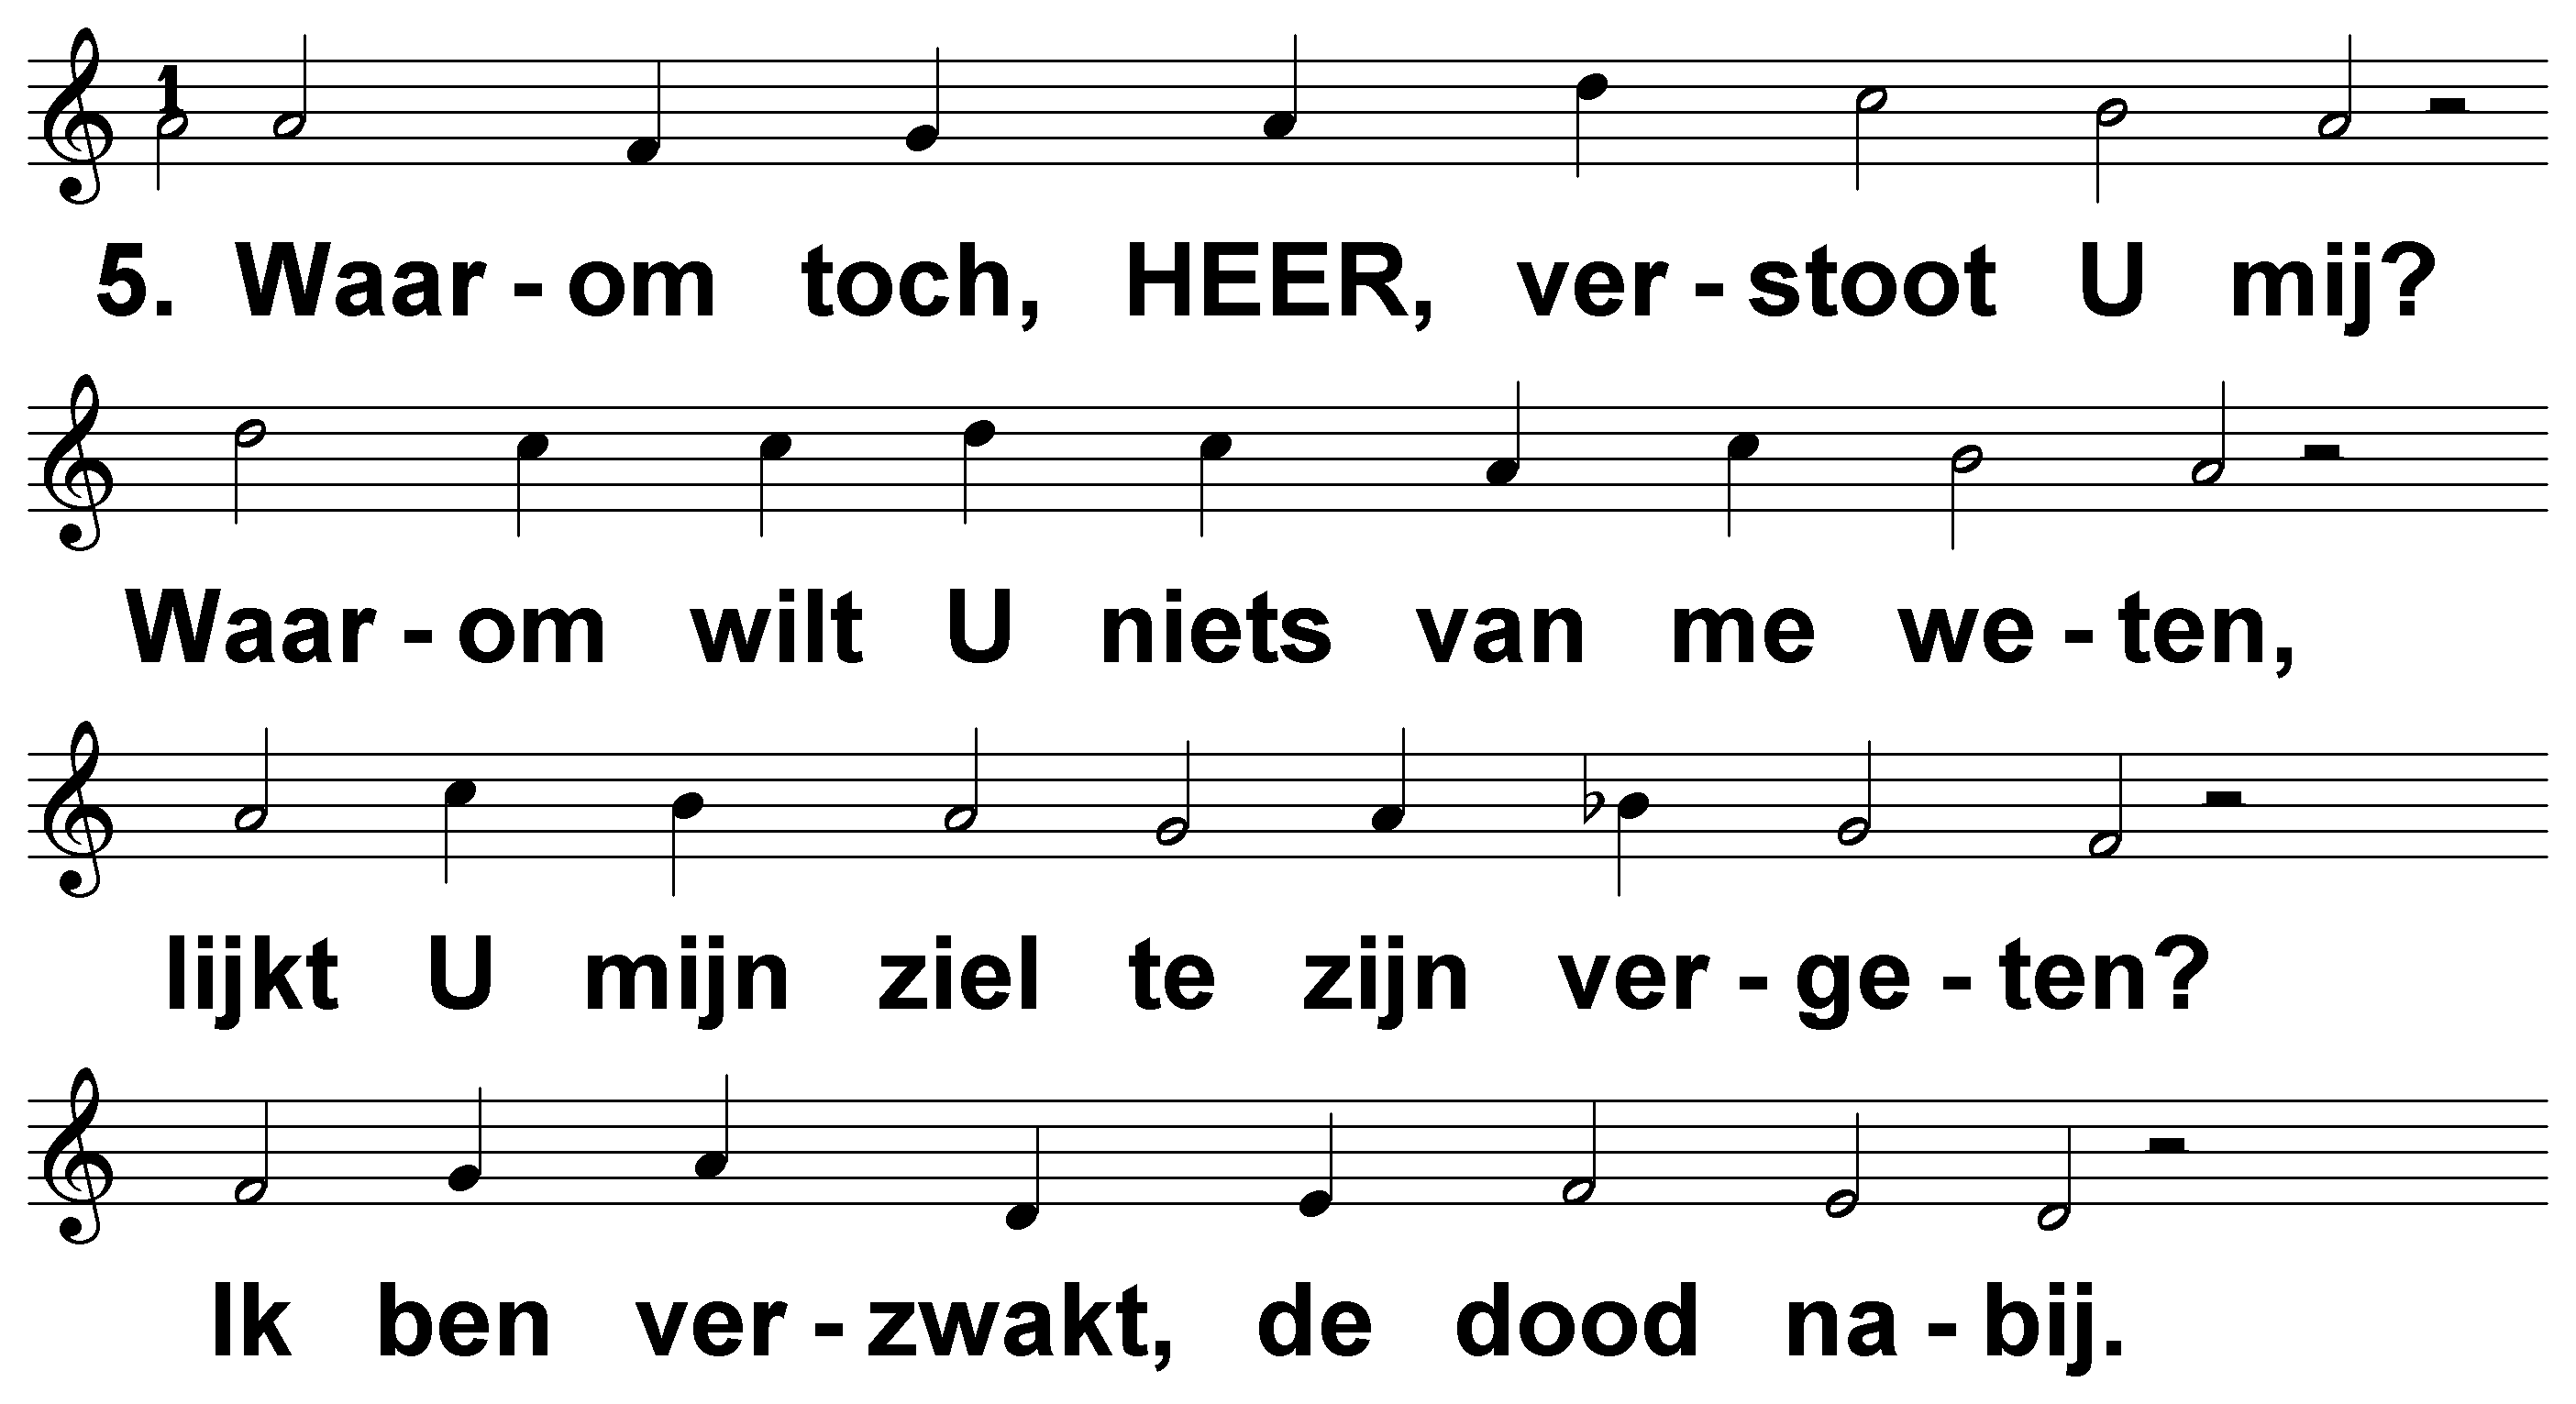 1
5. Waar - om toch, HEER, ver - stoot U mij?
Waar - om wilt U niets van me we - ten,
lijkt U mijn ziel te zijn ver - ge - ten?
Ik ben ver - zwakt, de dood na - bij.